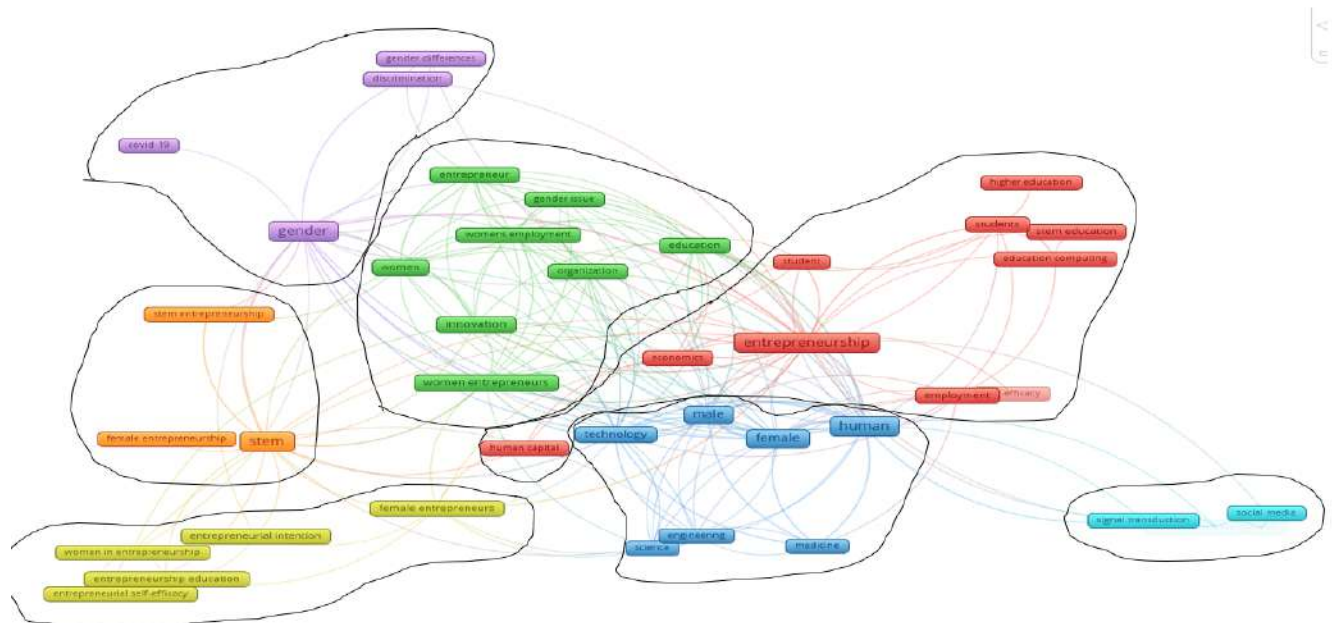 gender differences
discrimination
covid-19
gender
entrepreneur
gender issue
womens employment
education
women
organization
innovation
women entrepreneurs
higher education
students
stem education
education computing
student
entrepreneurship
economics
employment
efficacy
human capital
stem entrepreneurship
female entrepreneurship
stem
male
technology
female
human
engineering
science
medicine
signal transduction
social media
female entrepreneurs
entrepreneurial intention
woman in entrepreneurship
entrepreneurship education
entrepreneurial self-efficacy